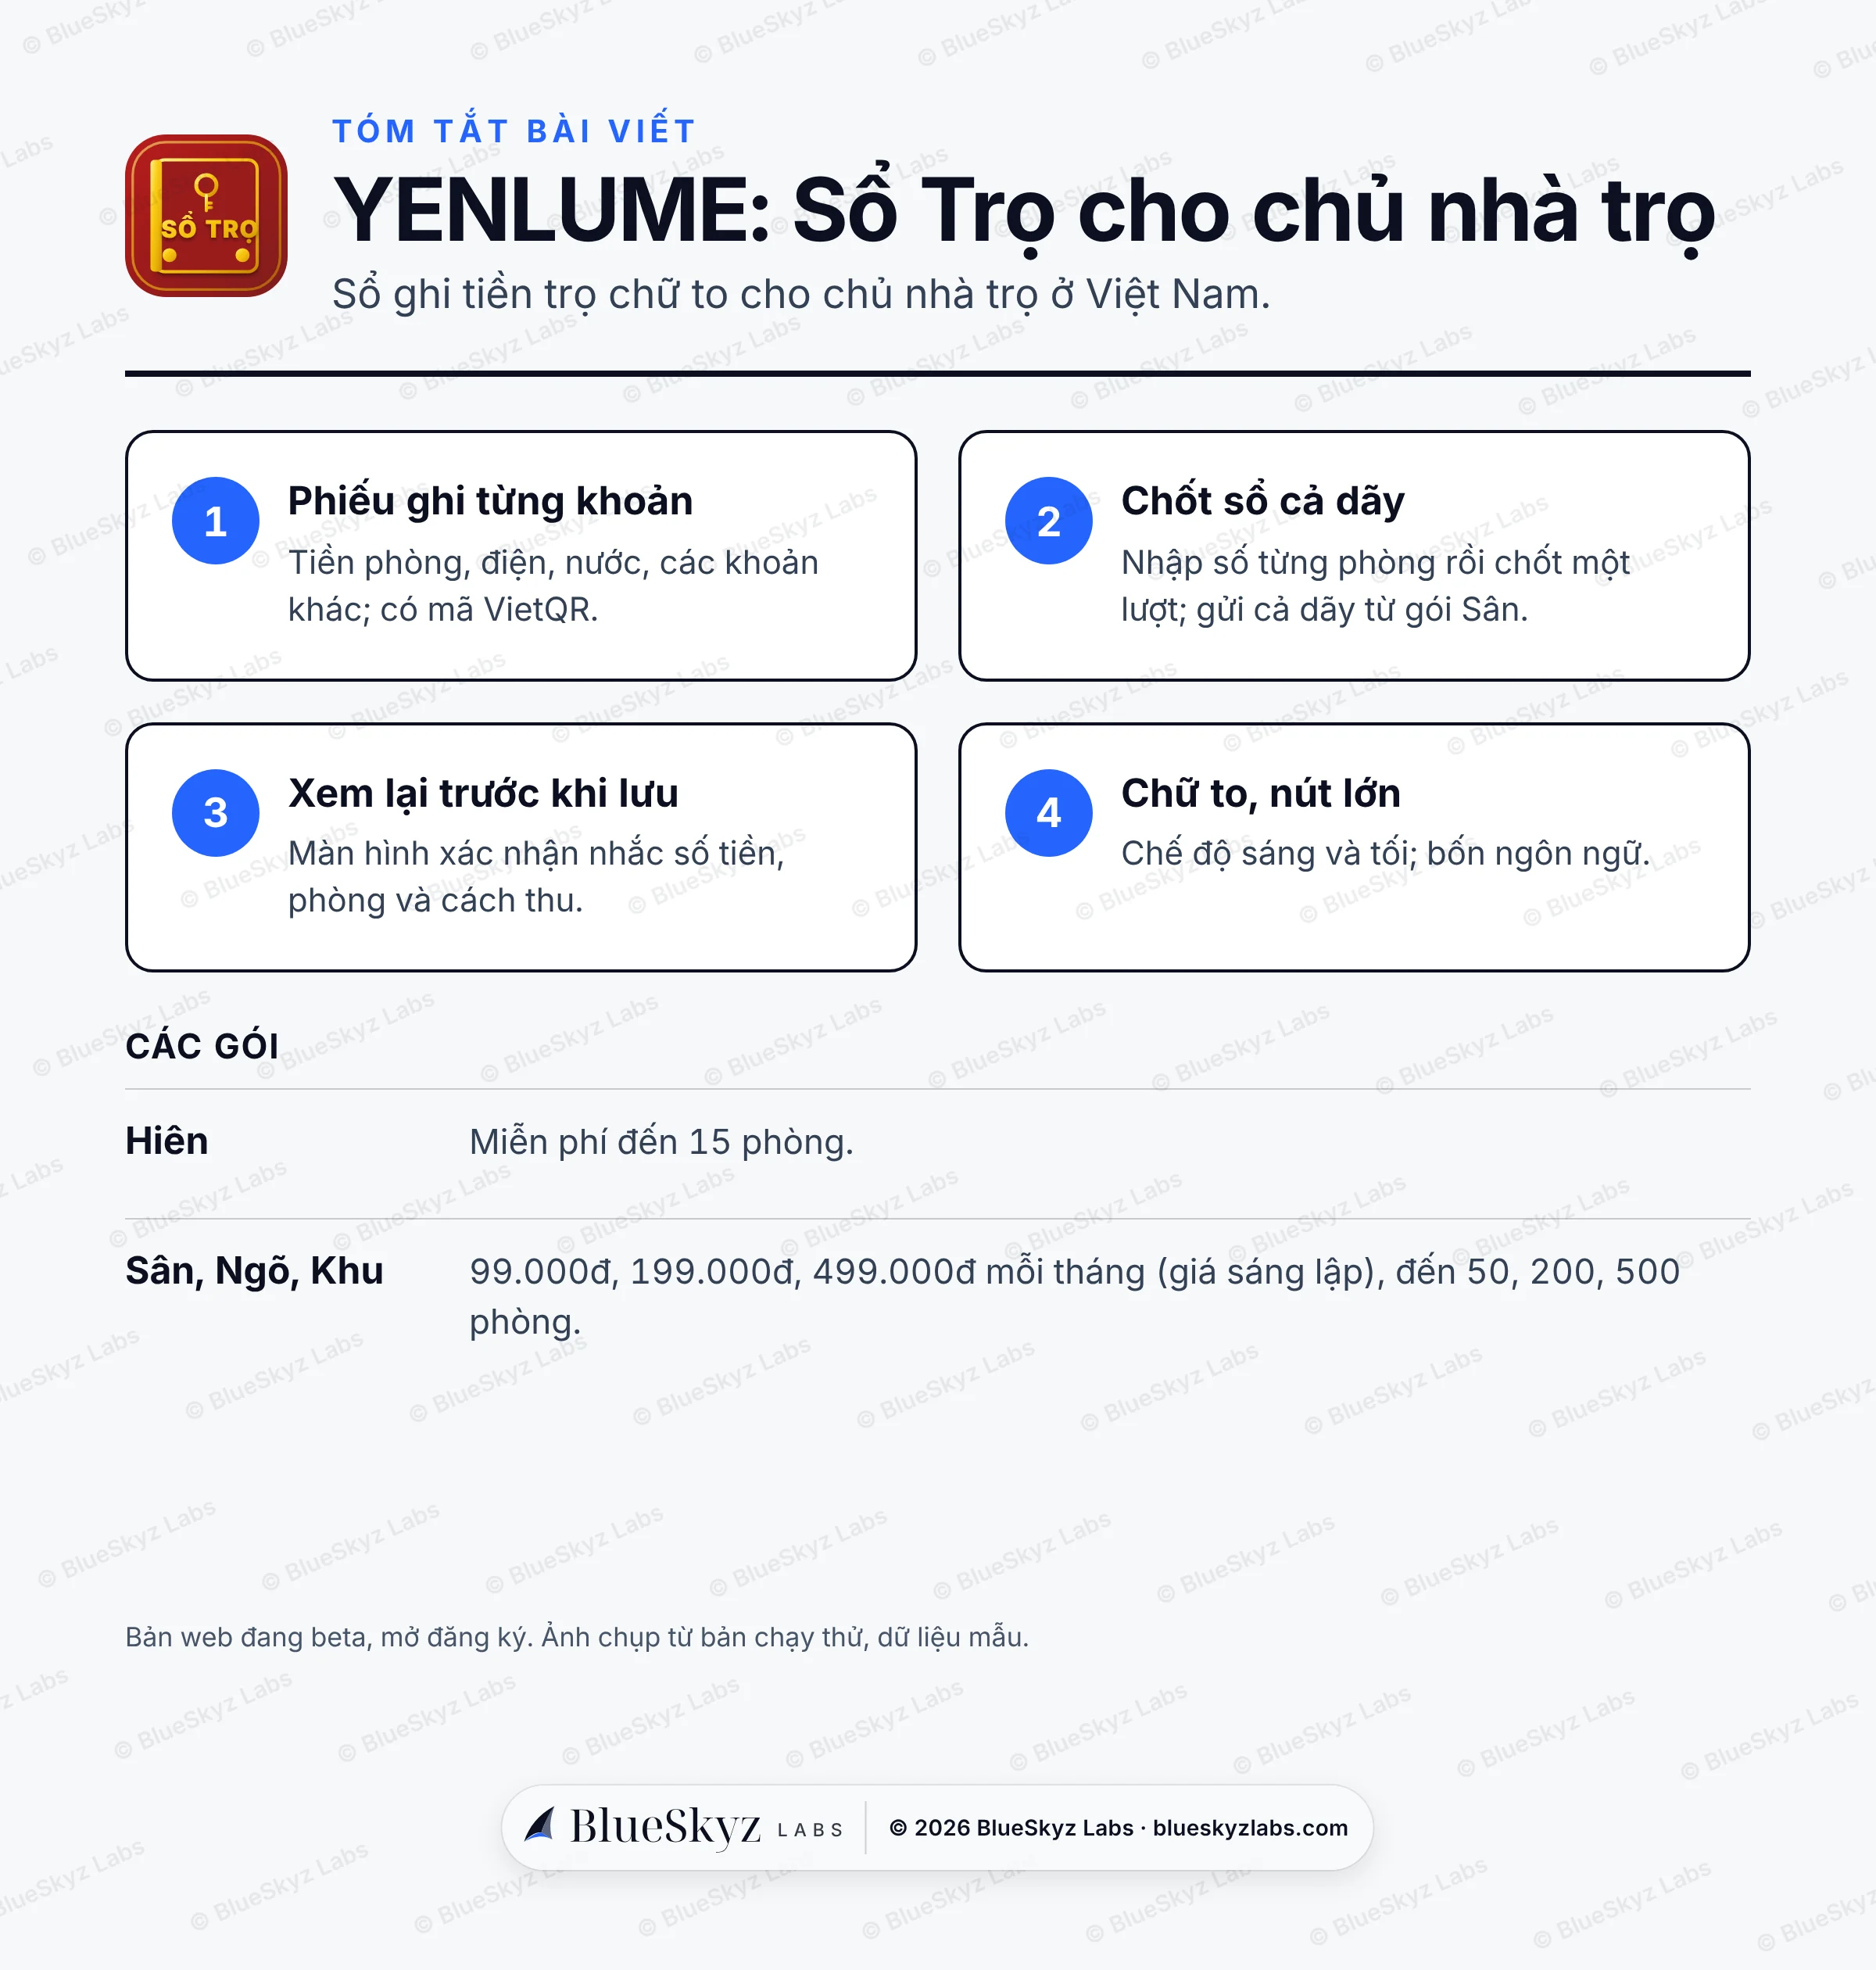 TÓM TẮT BÀI VIẾT
SỔ TRỌ
YENLUME: Sổ Trọ cho chủ nhà trọ
Sổ ghi tiền trọ chữ to cho chủ nhà trọ ở Việt Nam.
1
Phiếu ghi từng khoản
Tiền phòng, điện, nước, các khoản
khác; có mã VietQR.
2
Chốt sổ cả dãy
Nhập số từng phòng rồi chốt một
lượt; gửi cả dãy từ gói Sân.
3
Xem lại trước khi lưu
Màn hình xác nhận nhắc số tiền,
phòng và cách thu.
4
Chữ to, nút lớn
Chế độ sáng và tối; bốn ngôn ngữ.
CÁC GÓI
Hiên
Miễn phí đến 15 phòng.
Sân, Ngõ, Khu
99.000đ, 199.000đ, 499.000đ mỗi tháng (giá sáng lập), đến 50, 200, 500
phòng.
Bản web đang beta, mở đăng ký. Ảnh chụp từ bản chạy thử, dữ liệu mẫu.
BlueSkyz LABS
© 2026 BlueSkyz Labs · blueskyzlabs.com
© BlueSkyz Labs